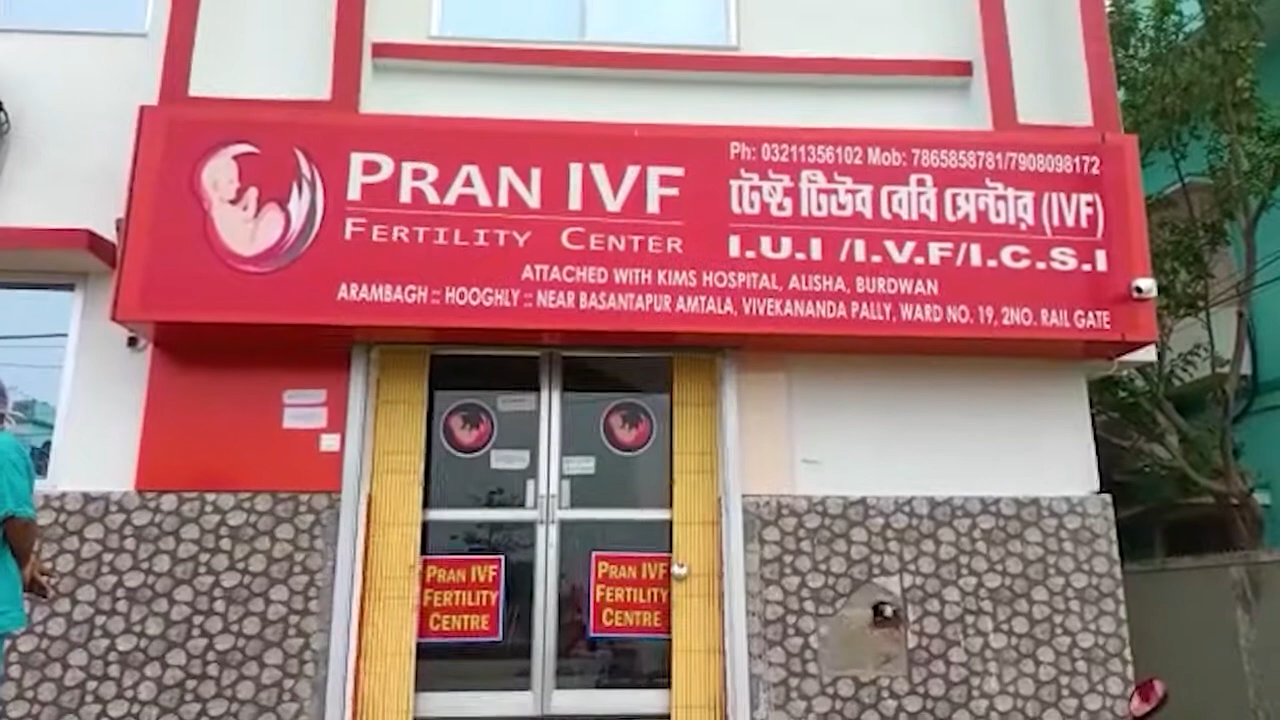 PRAN IVF
FERTILITY CENTER
Ph: 03211356102 Mob: 7865858781/7908098172
টেষ্ট টিউব বেবি সেন্টার (IVF)
I.U.I /I.V.F/I.C.S.I
ATTACHED WITH KIMS HOSPITAL, ALISHA, BURDWAN
ARAMBAGH :: HOOGHLY :: NEAR BASANTAPUR AMTALA, VIVEKANANDA PALLY, WARD NO. 19, 2NO. RAIL GATE
PRAN IVF
FERTILITY
CENTRE
PRAN IVF
FERTILITY
CENTRE